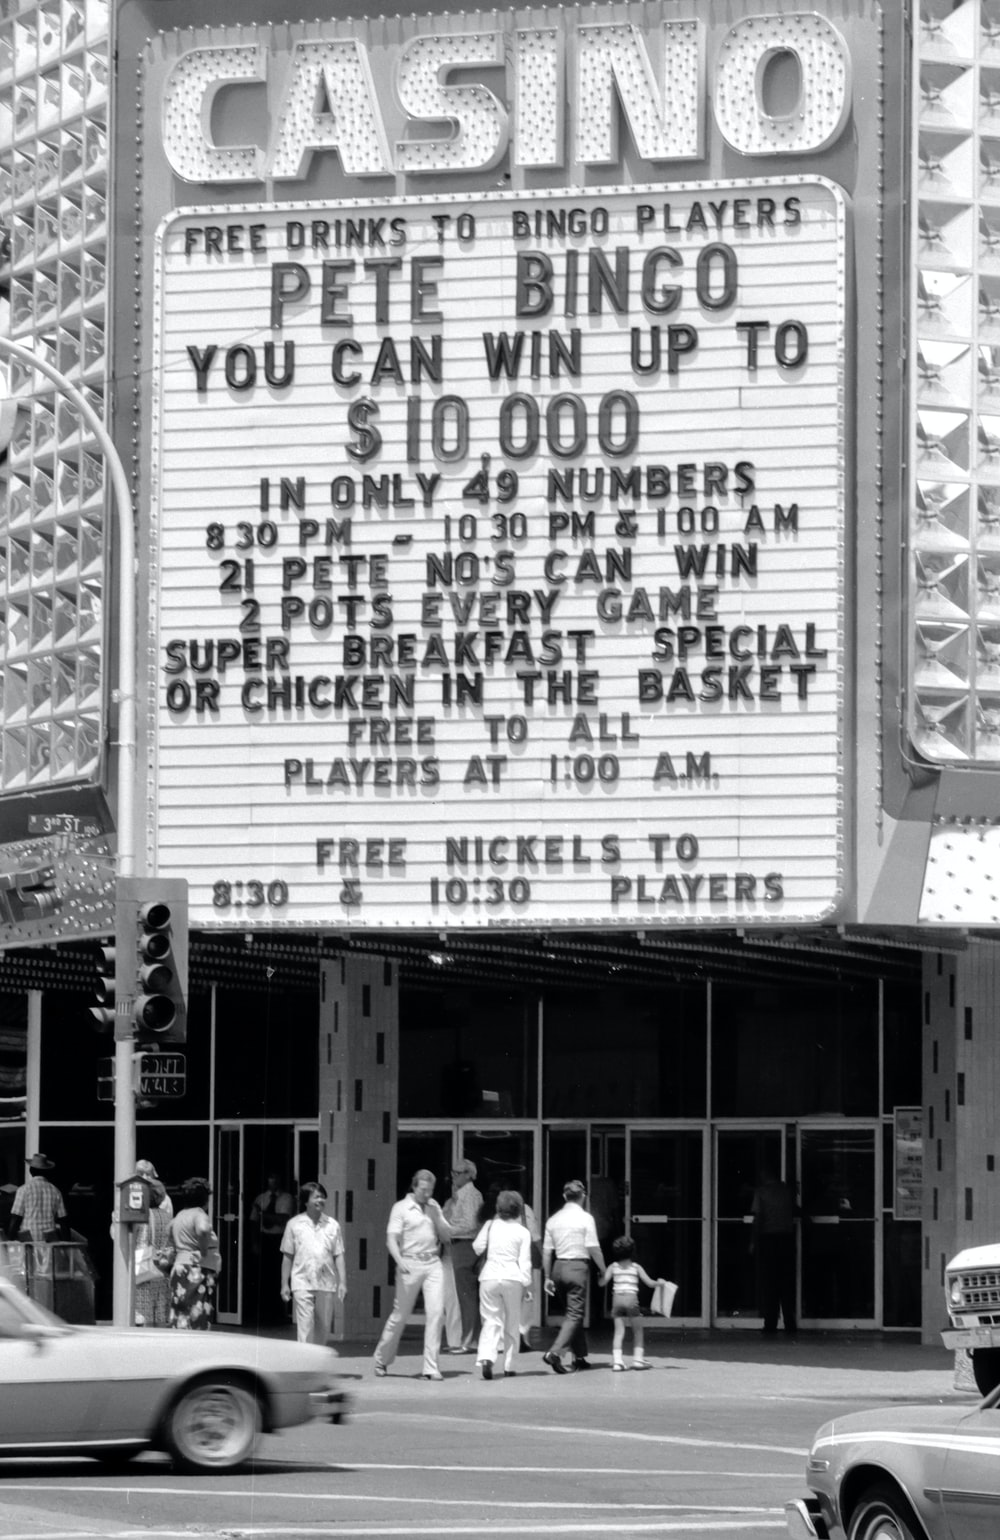 CASINO
FREE DRINKS TO BINGO PLAYERS
PETE BINGO
YOU CAN WIN UP TO
$10,000
IN ONLY 49 NUMBERS
8 30 PM - 10 30 PM & 1 00 AM
21 PETE NO'S CAN WIN
2 POTS EVERY GAME
SUPER BREAKFAST SPECIAL
OR CHICKEN IN THE BASKET
FREE TO ALL
PLAYERS AT 1:00 A.M.
FREE NICKELS TO
8:30 & 10:30 PLAYERS
N 3RD ST
DONT
WALK